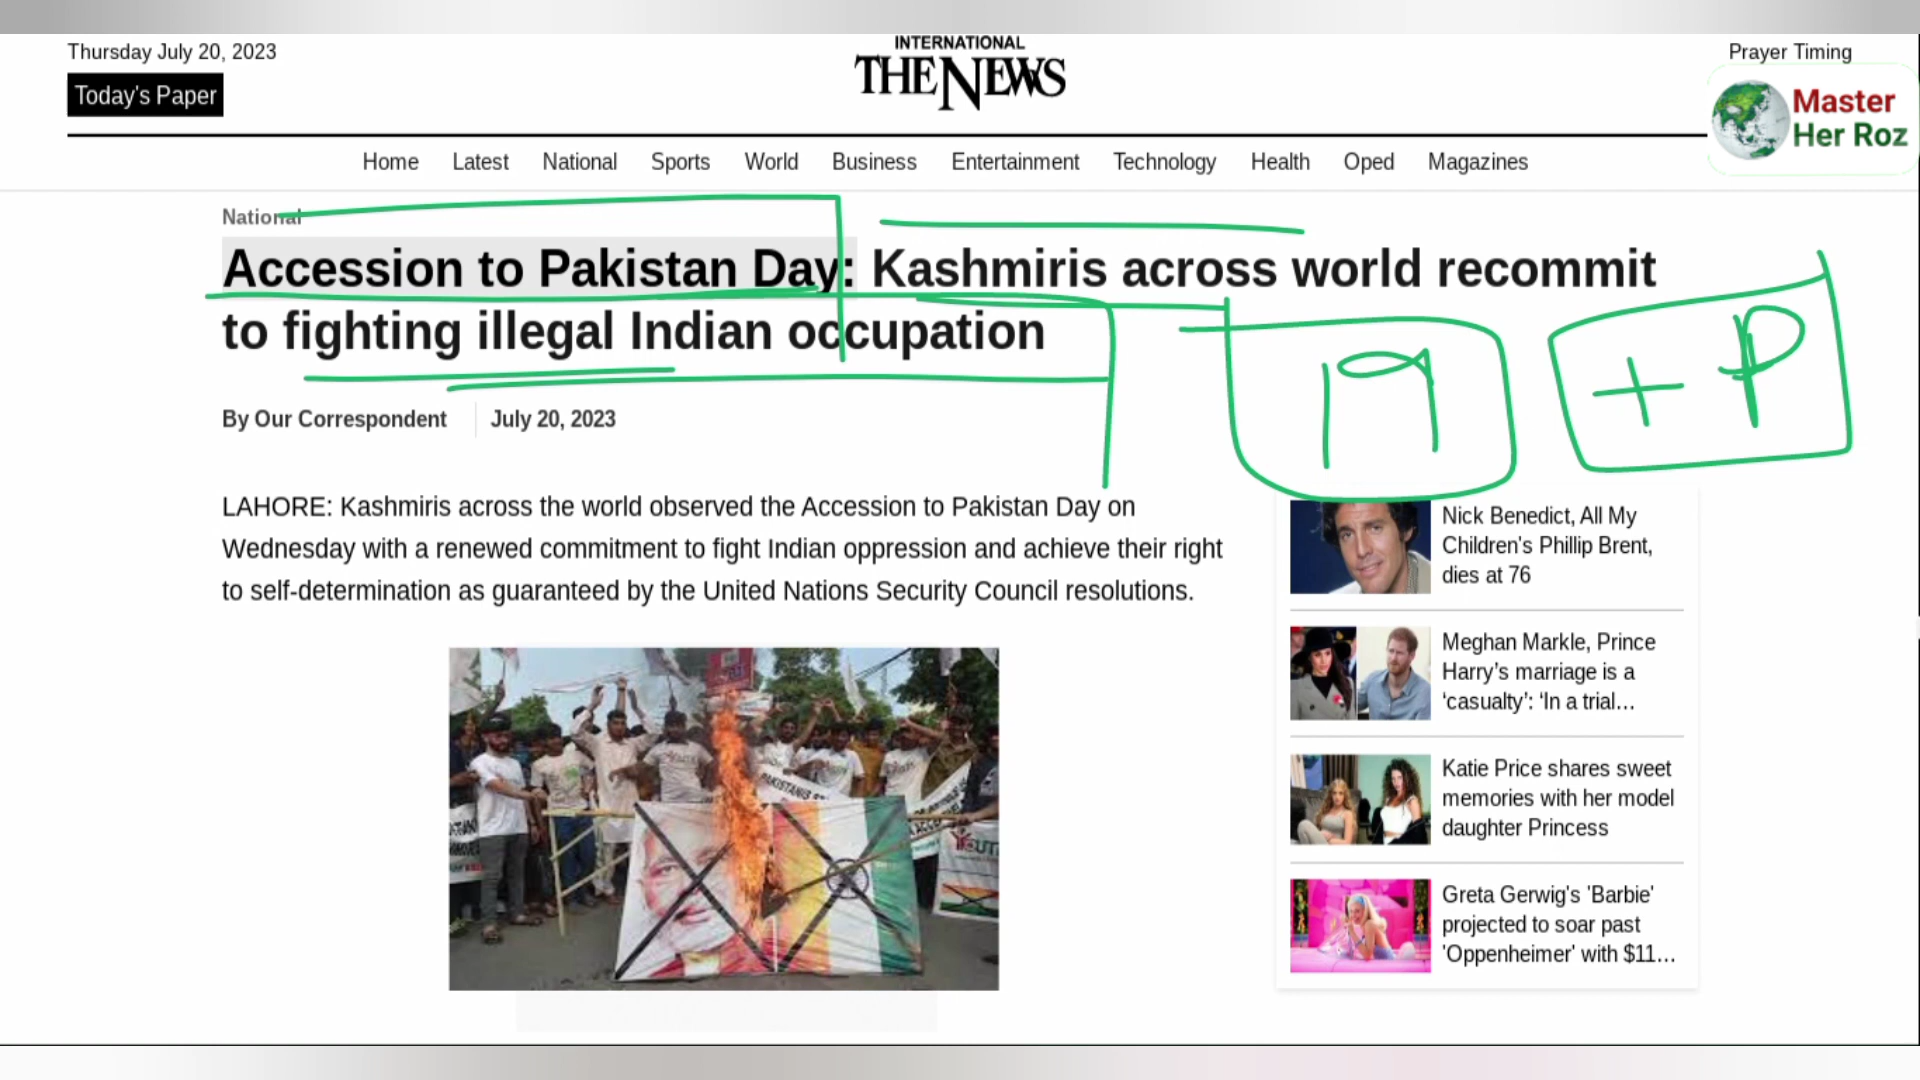 Thursday July 20, 2023
INTERNATIONAL
THE NEWS
Prayer Timing
Today's Paper
Master
Her Roz
Home Latest National Sports World Business Entertainment Technology Health Oped Magazines
National
Accession to Pakistan Day: Kashmiris across world recommit
to fighting illegal Indian occupation
19
+ P
By Our Correspondent July 20, 2023
LAHORE: Kashmiris across the world observed the Accession to Pakistan Day on
Wednesday with a renewed commitment to fight Indian oppression and achieve their right
to self-determination as guaranteed by the United Nations Security Council resolutions.
PAKISTANIS
YOUT
Nick Benedict, All My
Children's Phillip Brent,
dies at 76
Meghan Markle, Prince
Harry’s marriage is a
‘casualty’: ‘In a trial...
Katie Price shares sweet
memories with her model
daughter Princess
Greta Gerwig's 'Barbie'
projected to soar past
'Oppenheimer' with $11...